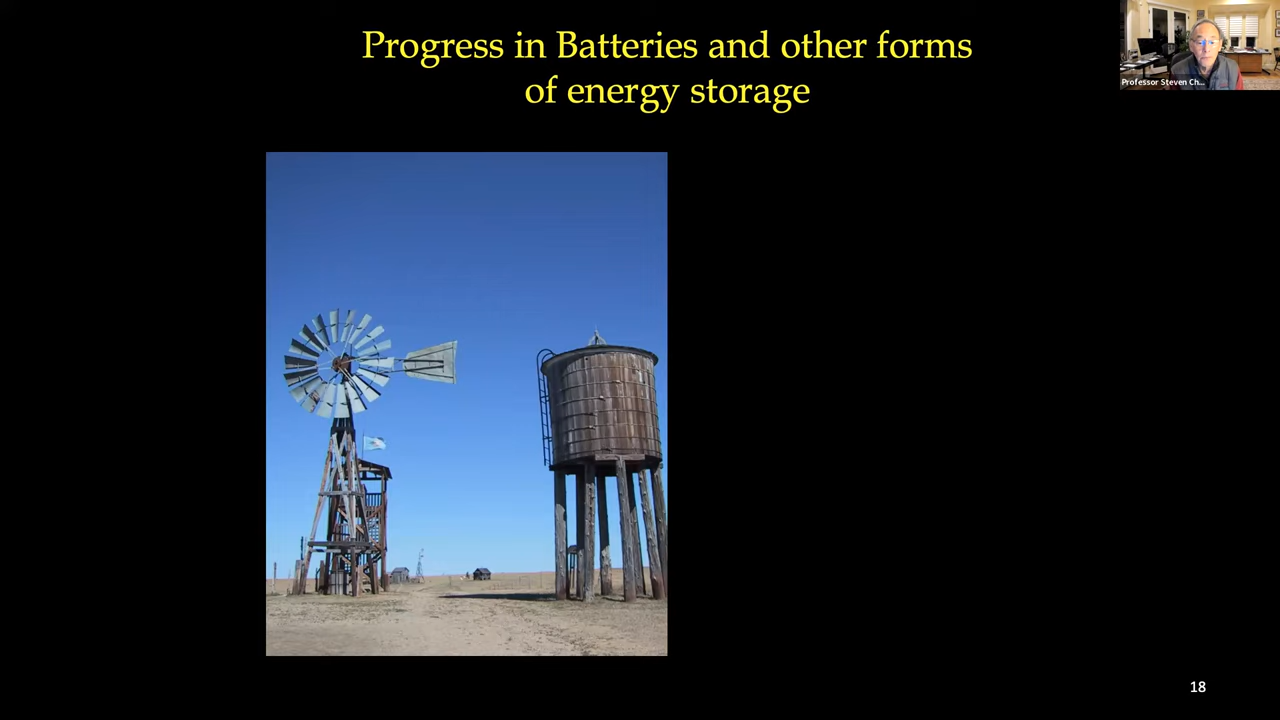 Progress in Batteries and other forms
of energy storage
Professor Steven Ch...
18